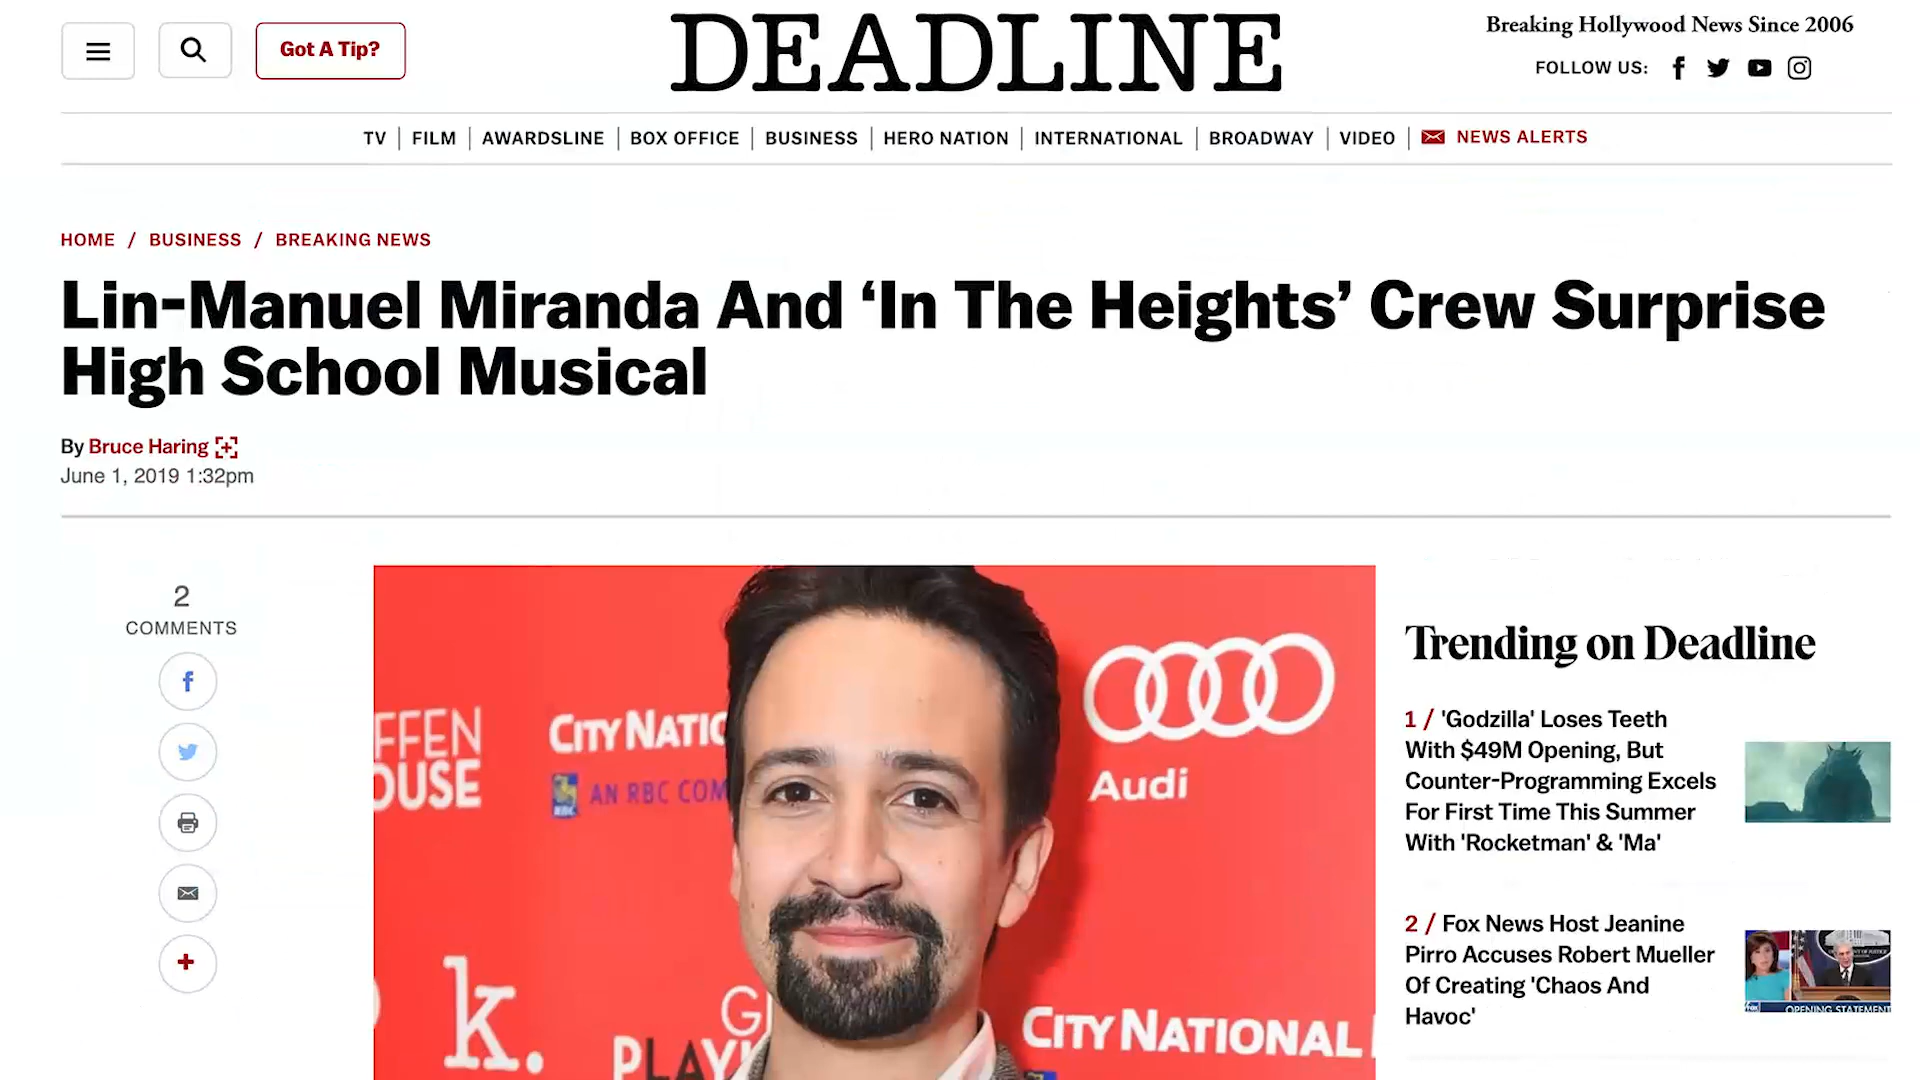 Got A Tip?
DEADLINE
Breaking Hollywood News Since 2006
FOLLOW US:
TV | FILM | AWARDSLINE | BOX OFFICE | BUSINESS | HERO NATION | INTERNATIONAL | BROADWAY | VIDEO | NEWS ALERTS
HOME / BUSINESS / BREAKING NEWS
Lin-Manuel Miranda And ‘In The Heights’ Crew Surprise
High School Musical
By Bruce Haring
June 1, 2019 1:32pm
2
COMMENTS
FFEN
OUSE
CITY NATIO
AN RBC COM
RBC
Audi
k.
G
PLAY
CITY NATIONAL
Trending on Deadline
1 / 'Godzilla' Loses Teeth
With $49M Opening, But
Counter-Programming Excels
For First Time This Summer
With 'Rocketman' & 'Ma'
2 / Fox News Host Jeanine
Pirro Accuses Robert Mueller
Of Creating 'Chaos And
Havoc'
OPENING STATEMENT